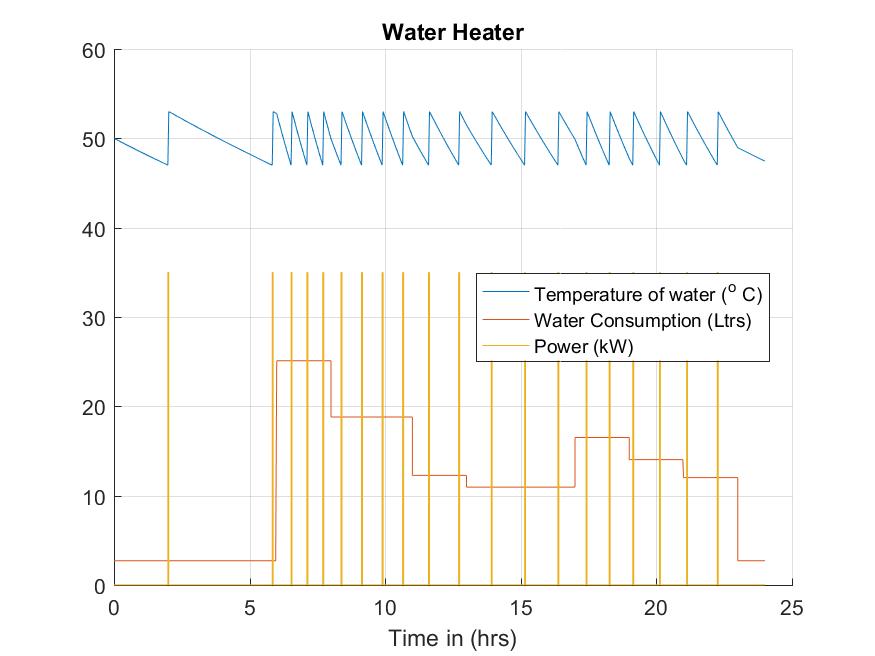 Water Heater
60
50
40
30
20
10
0
Temperature of water (° C)
Water Consumption (Ltrs)
Power (kW)
0 5 10 15 20 25
Time in (hrs)